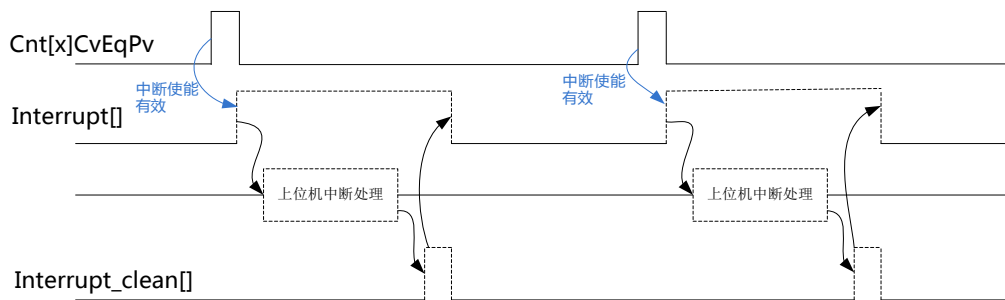 Cnt[x]CvEqPv
中断使能
有效
中断使能
有效
Interrupt[]
上位机中断处理
上位机中断处理
Interrupt_clean[]